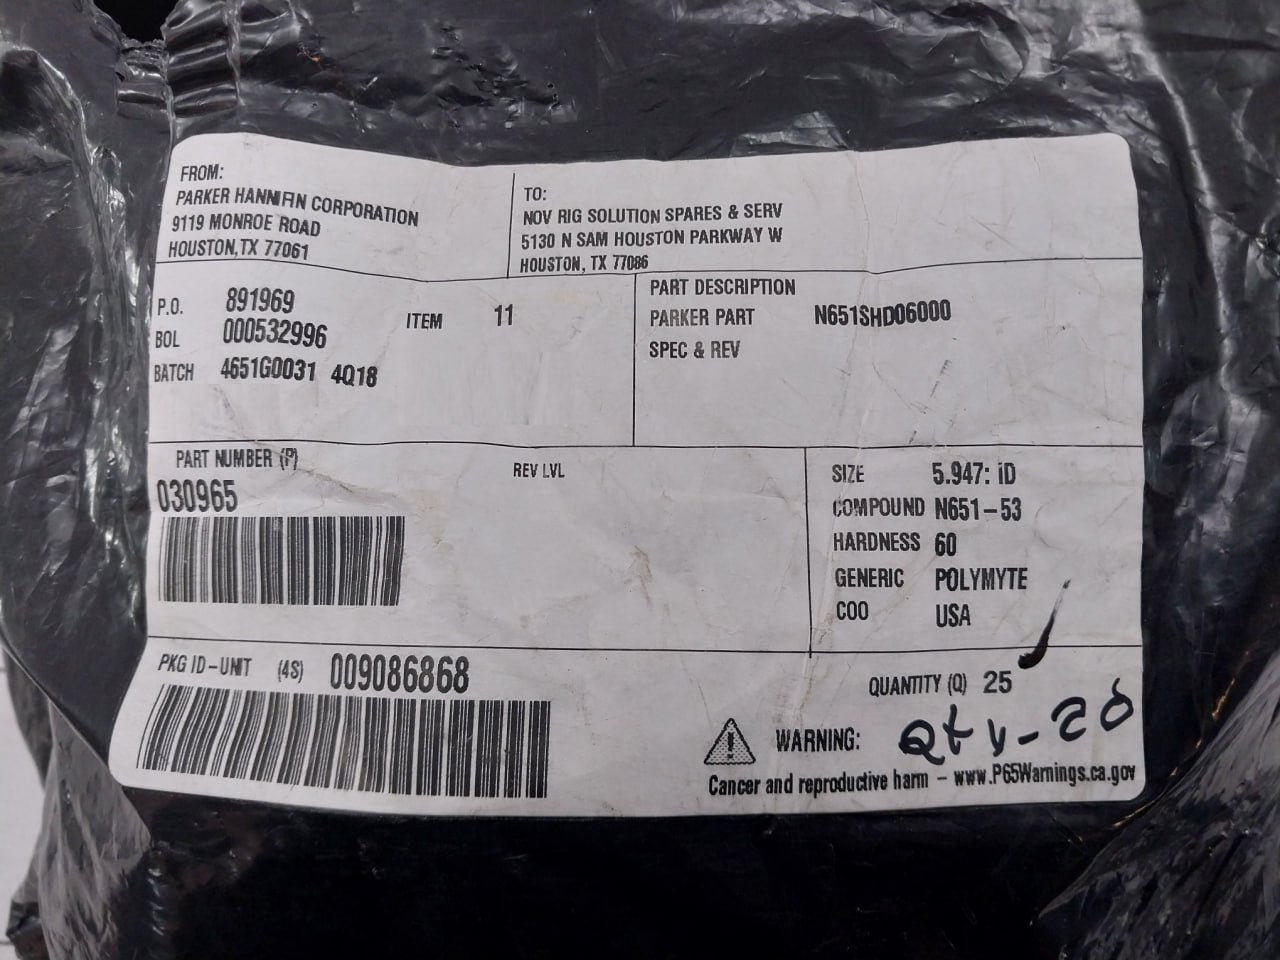 FROM:
PARKER HANNIFIN CORPORATION
9119 MONROE ROAD
HOUSTON,TX 77061
TO:
NOV RIG SOLUTION SPARES & SERV
5130 N SAM HOUSTON PARKWAY W
HOUSTON, TX 77086
P.O. 891969
BOL 000532996
BATCH 4651G0031 4Q18
ITEM 11
PART DESCRIPTION
PARKER PART N651SHD06000
SPEC & REV
PART NUMBER (P)
030965
REV LVL
SIZE 5.947: iD
COMPOUND N651-53
HARDNESS 60
GENERIC POLYMYTE
COO USA
PKG ID-UNIT (4S) 009086868
QUANTITY (Q) 25
Qty-20
WARNING:
Cancer and reproductive harm - www.P65Warnings.ca.gov